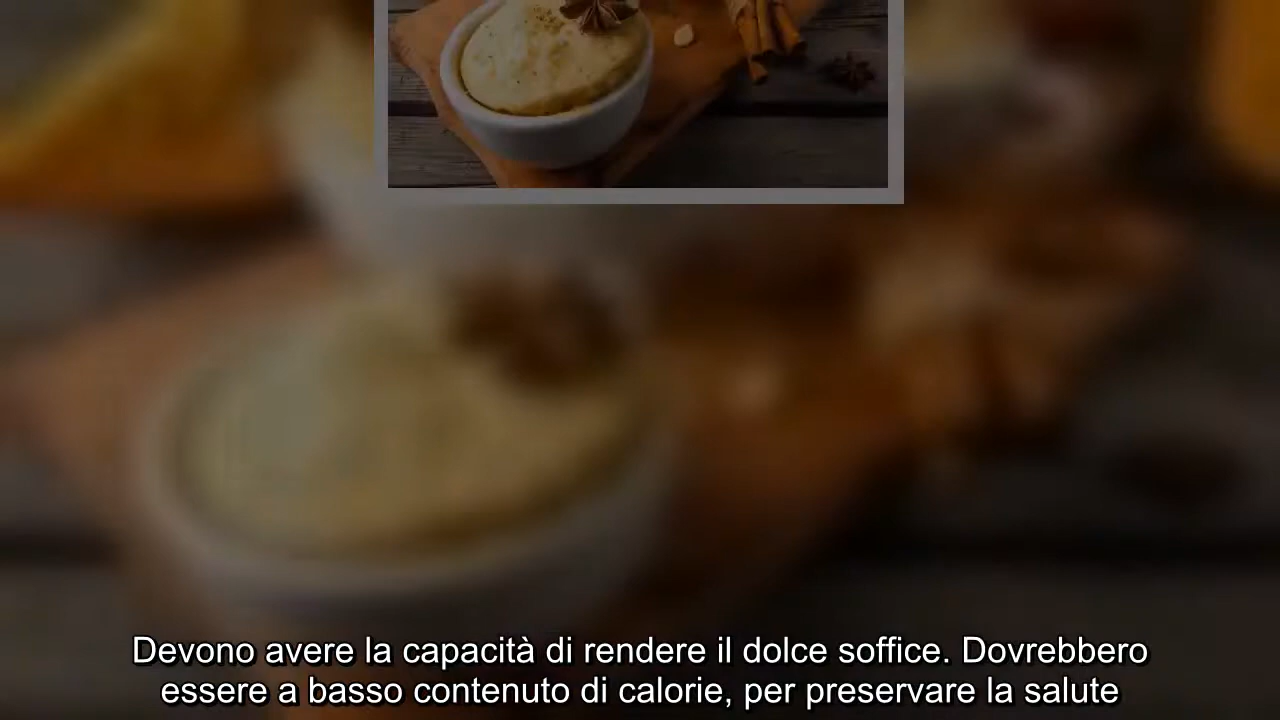 Devono avere la capacità di rendere il dolce soffice. Dovrebbero
essere a basso contenuto di calorie, per preservare la salute